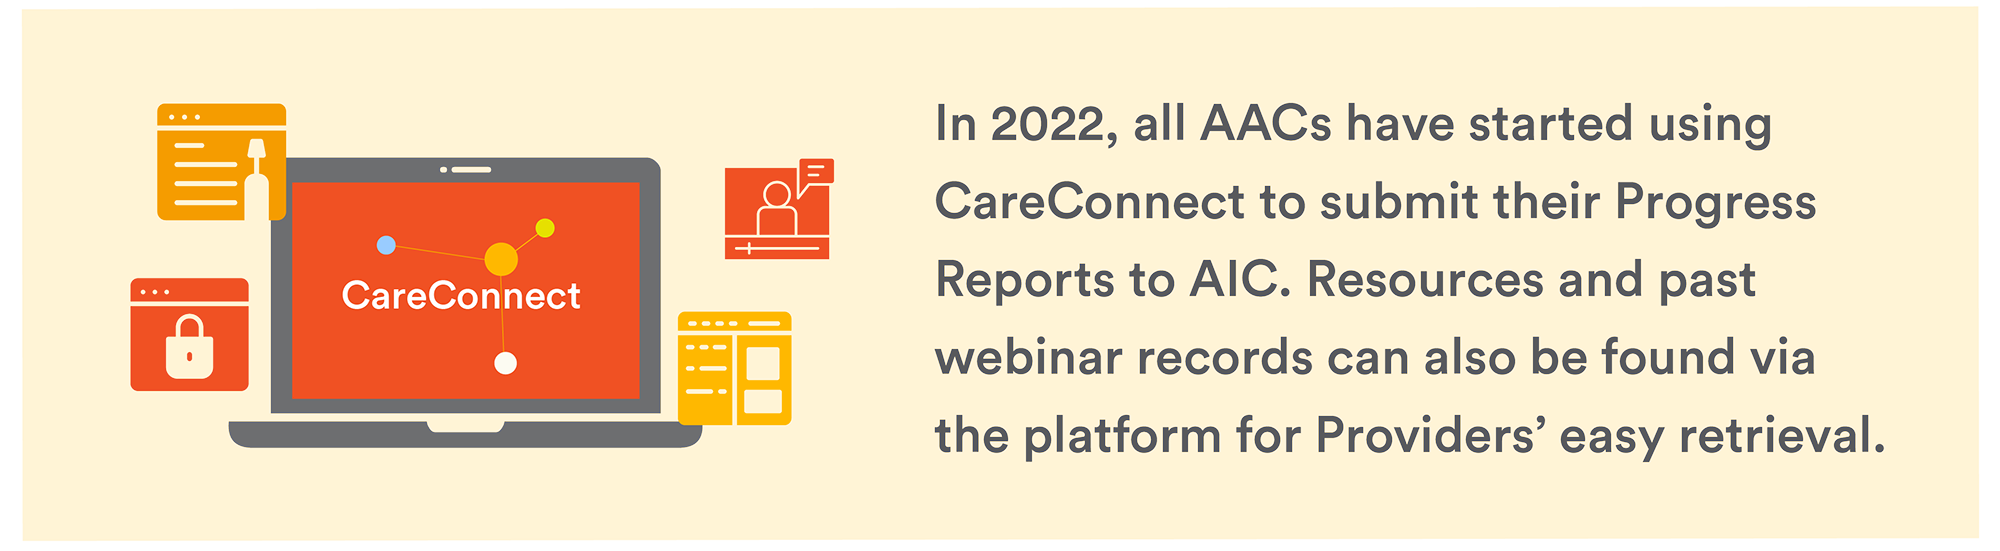 CareConnect
In 2022, all AACs have started using
CareConnect to submit their Progress
Reports to AIC. Resources and past
webinar records can also be found via
the platform for Providers’ easy retrieval.